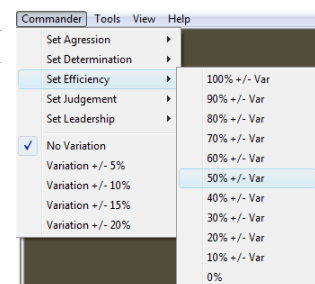 Commander Tools View Help
Set Agression
Set Determination
Set Efficiency
Set Judgement
Set Leadership
No Variation
Variation +/- 5%
Variation +/- 10%
Variation +/- 15%
Variation +/- 20%
100% +/- Var
90% +/- Var
80% +/- Var
70% +/- Var
60% +/- Var
50% +/- Var
40% +/- Var
30% +/- Var
20% +/- Var
10% +/- Var
0%